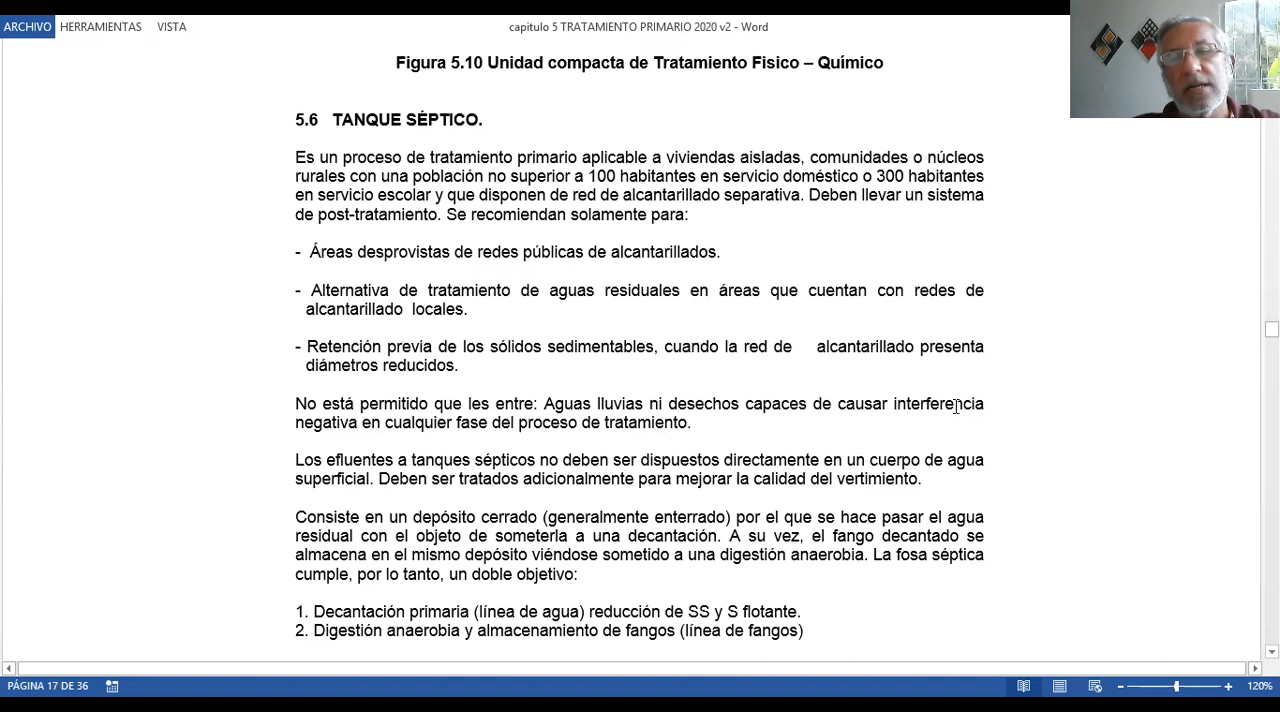 ARCHIVO HERRAMIENTAS VISTA
capitulo 5 TRATAMIENTO PRIMARIO 2020 v2 - Word
Figura 5.10 Unidad compacta de Tratamiento Fisico – Químico
5.6 TANQUE SÉPTICO.
Es un proceso de tratamiento primario aplicable a viviendas aisladas, comunidades o núcleos
rurales con una población no superior a 100 habitantes en servicio doméstico o 300 habitantes
en servicio escolar y que disponen de red de alcantarillado separativa. Deben llevar un sistema
de post-tratamiento. Se recomiendan solamente para:
- Áreas desprovistas de redes públicas de alcantarillados.
- Alternativa de tratamiento de aguas residuales en áreas que cuentan con redes de
alcantarillado locales.
- Retención previa de los sólidos sedimentables, cuando la red de alcantarillado presenta
diámetros reducidos.
No está permitido que les entre: Aguas lluvias ni desechos capaces de causar interferencia
negativa en cualquier fase del proceso de tratamiento.
Los efluentes a tanques sépticos no deben ser dispuestos directamente en un cuerpo de agua
superficial. Deben ser tratados adicionalmente para mejorar la calidad del vertimiento.
Consiste en un depósito cerrado (generalmente enterrado) por el que se hace pasar el agua
residual con el objeto de someterla a una decantación. A su vez, el fango decantado se
almacena en el mismo depósito viéndose sometido a una digestión anaerobia. La fosa séptica
cumple, por lo tanto, un doble objetivo:
1. Decantación primaria (línea de agua) reducción de SS y S flotante.
2. Digestión anaerobia y almacenamiento de fangos (línea de fangos)
PÁGINA 17 DE 36
120%